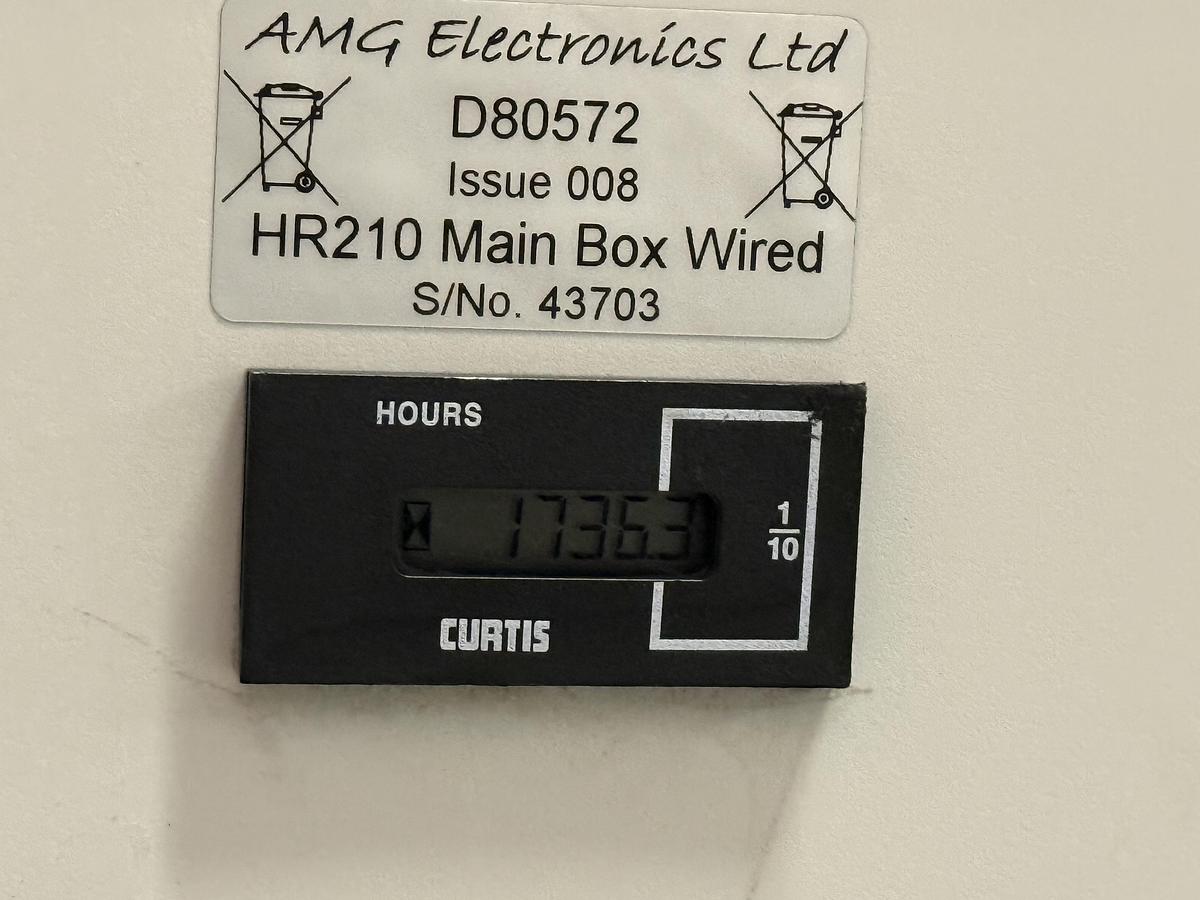 AMG Electronics Ltd
D80572
Issue 008
HR210 Main Box Wired
S/No. 43703
HOURS
1736.3
1
10
CURTIS